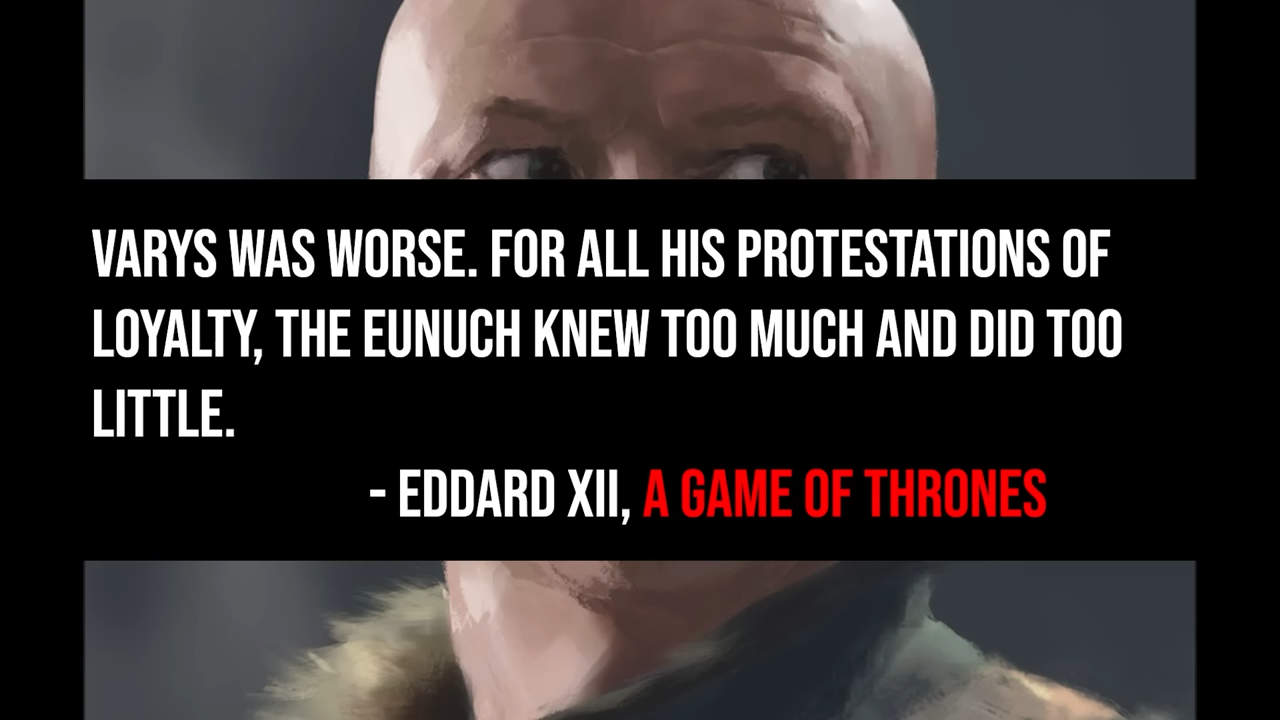 VARYS WAS WORSE. FOR ALL HIS PROTESTATIONS OF
LOYALTY, THE EUNUCH KNEW TOO MUCH AND DID TOO
LITTLE.
- EDDARD XII, A GAME OF THRONES